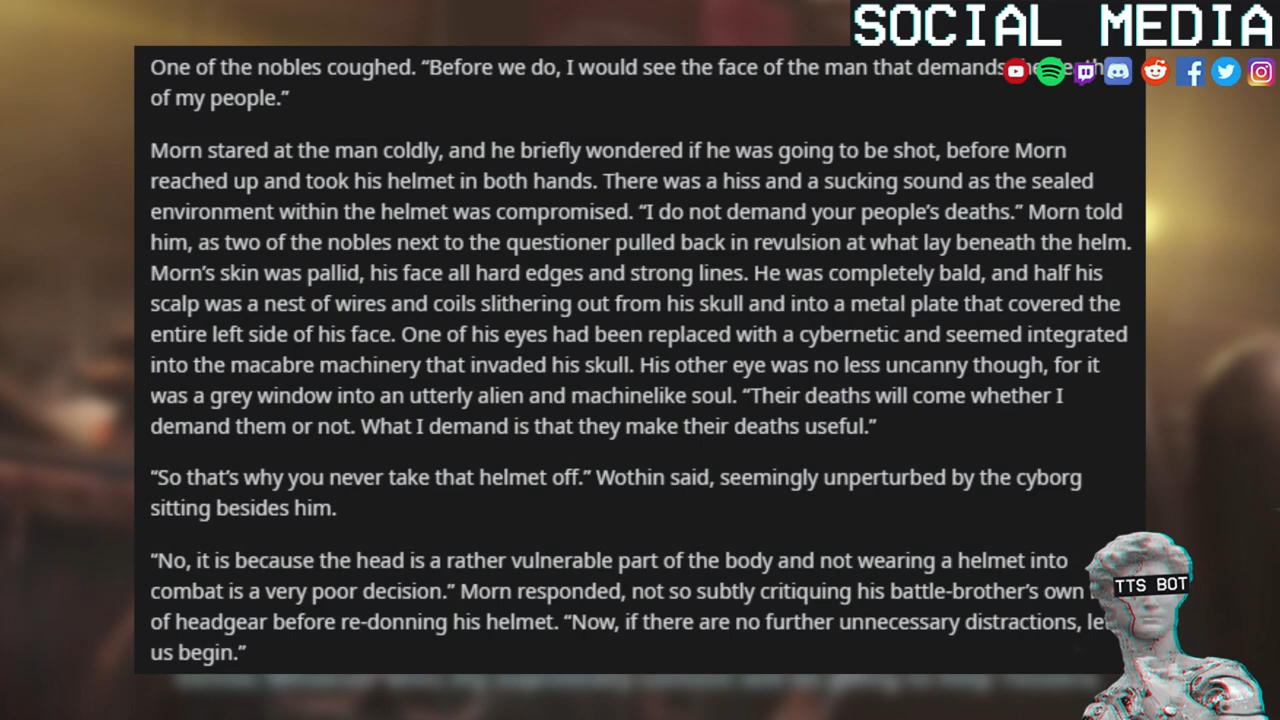 SOCIAL MEDIA
One of the nobles coughed. “Before we do, I would see the face of the man that demands
of my people.”
Morn stared at the man coldly, and he briefly wondered if he was going to be shot, before Morn
reached up and took his helmet in both hands. There was a hiss and a sucking sound as the sealed
environment within the helmet was compromised. “I do not demand your people’s deaths.” Morn told
him, as two of the nobles next to the questioner pulled back in revulsion at what lay beneath the helm.
Morn’s skin was pallid, his face all hard edges and strong lines. He was completely bald, and half his
scalp was a nest of wires and coils slithering out from his skull and into a metal plate that covered the
entire left side of his face. One of his eyes had been replaced with a cybernetic and seemed integrated
into the macabre machinery that invaded his skull. His other eye was no less uncanny though, for it
was a grey window into an utterly alien and machinelike soul. “Their deaths will come whether I
demand them or not. What I demand is that they make their deaths useful.”
“So that’s why you never take that helmet off.” Wothin said, seemingly unperturbed by the cyborg
sitting besides him.
“No, it is because the head is a rather vulnerable part of the body and not wearing a helmet into
combat is a very poor decision.” Morn responded, not so subtly critiquing his battle-brother’s own
of headgear before re-donning his helmet. “Now, if there are no further unnecessary distractions,
us begin.”
TTS BOT